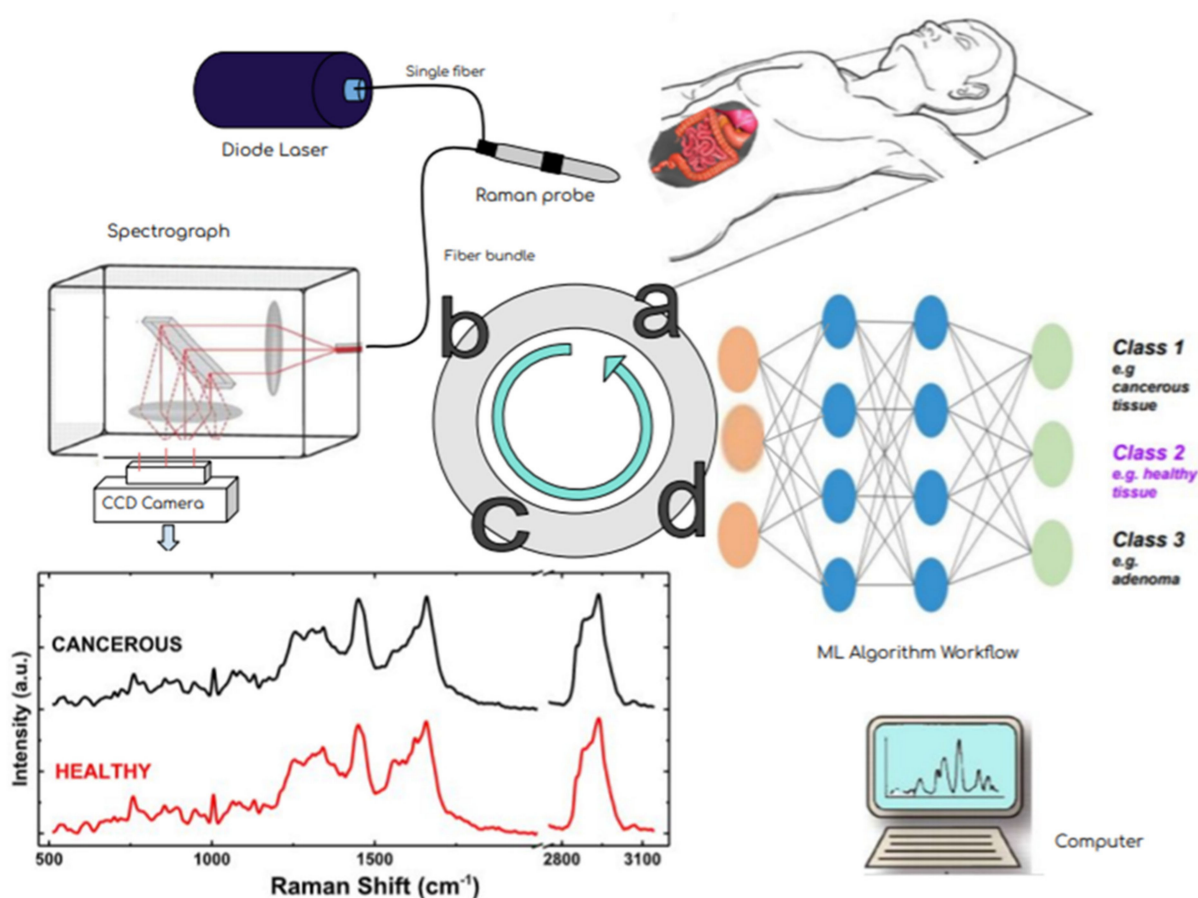 Single fiber
Diode Laser
Raman probe
Spectrograph
Fiber bundle
b
a
c
d
CCD Camera
Class 1
e.g
cancerous
tissue
Class 2
e.g. healthy
tissue
Class 3
e.g.
adenoma
ML Algorithm Workflow
CANCEROUS
HEALTHY
Intensity (a.u.)
500
1000
1500
2800
3100
Raman Shift (cm⁻¹)
Computer